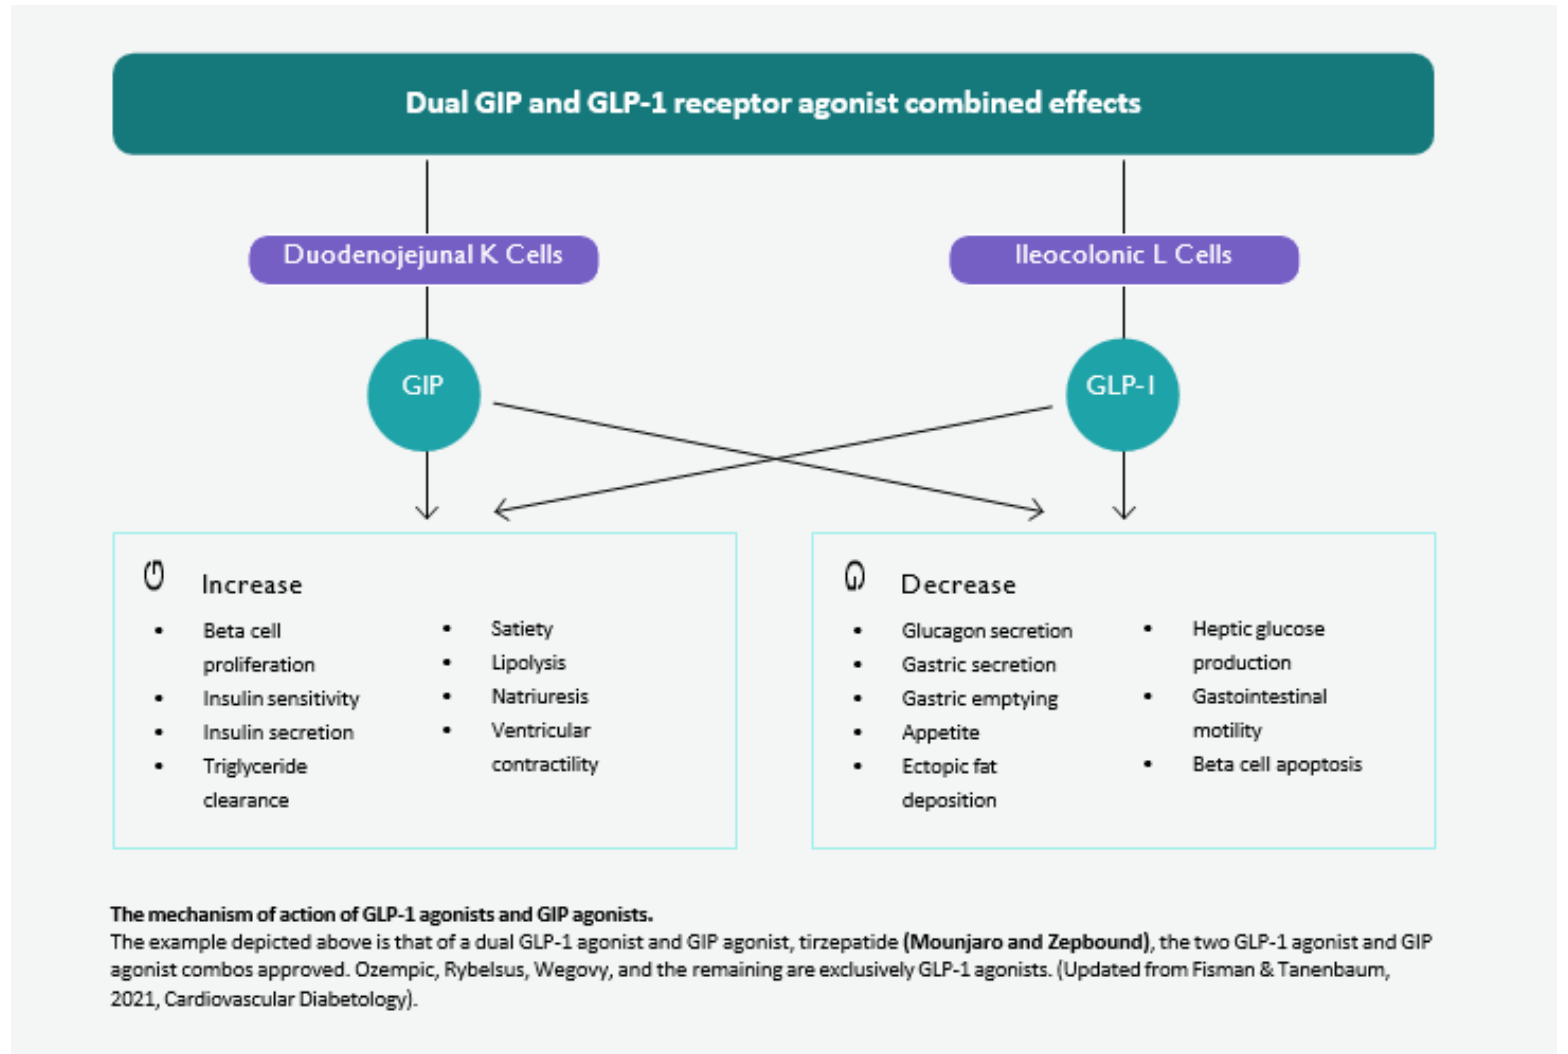 Dual GIP and GLP-1 receptor agonist combined effects
Duodenojejunal K Cells
Ileocolonic L Cells
GIP
GLP-1
Increase
Beta cell
proliferation
Insulin sensitivity
Insulin secretion
Triglyceride
clearance
Satiety
Lipolysis
Natriuresis
Ventricular
contractility
Decrease
Glucagon secretion
Gastric secretion
Gastric emptying
Appetite
Ectopic fat
deposition
Heptic glucose
production
Gastointestinal
motility
Beta cell apoptosis
The mechanism of action of GLP-1 agonists and GIP agonists.
The example depicted above is that of a dual GLP-1 agonist and GIP agonist, tirzepatide (Mounjaro and Zepbound), the two GLP-1 agonist and GIP
agonist combos approved. Ozempic, Rybelsus, Wegovy, and the remaining are exclusively GLP-1 agonists. (Updated from Fisman & Tanenbaum,
2021, Cardiovascular Diabetology).